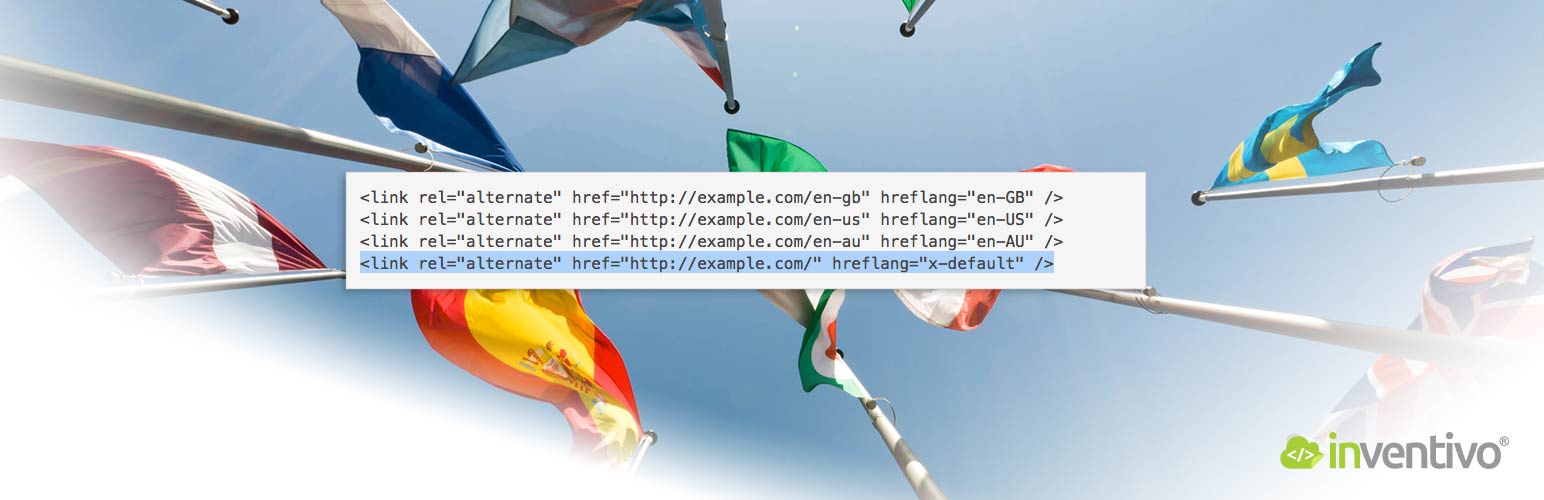 <link rel="alternate" href="http://example.com/en-gb" hreflang="en-GB" />
<link rel="alternate" href="http://example.com/en-us" hreflang="en-US" />
<link rel="alternate" href="http://example.com/en-au" hreflang="en-AU" />
<link rel="alternate" href="http://example.com/" hreflang="x-default" />
</> inventivo®